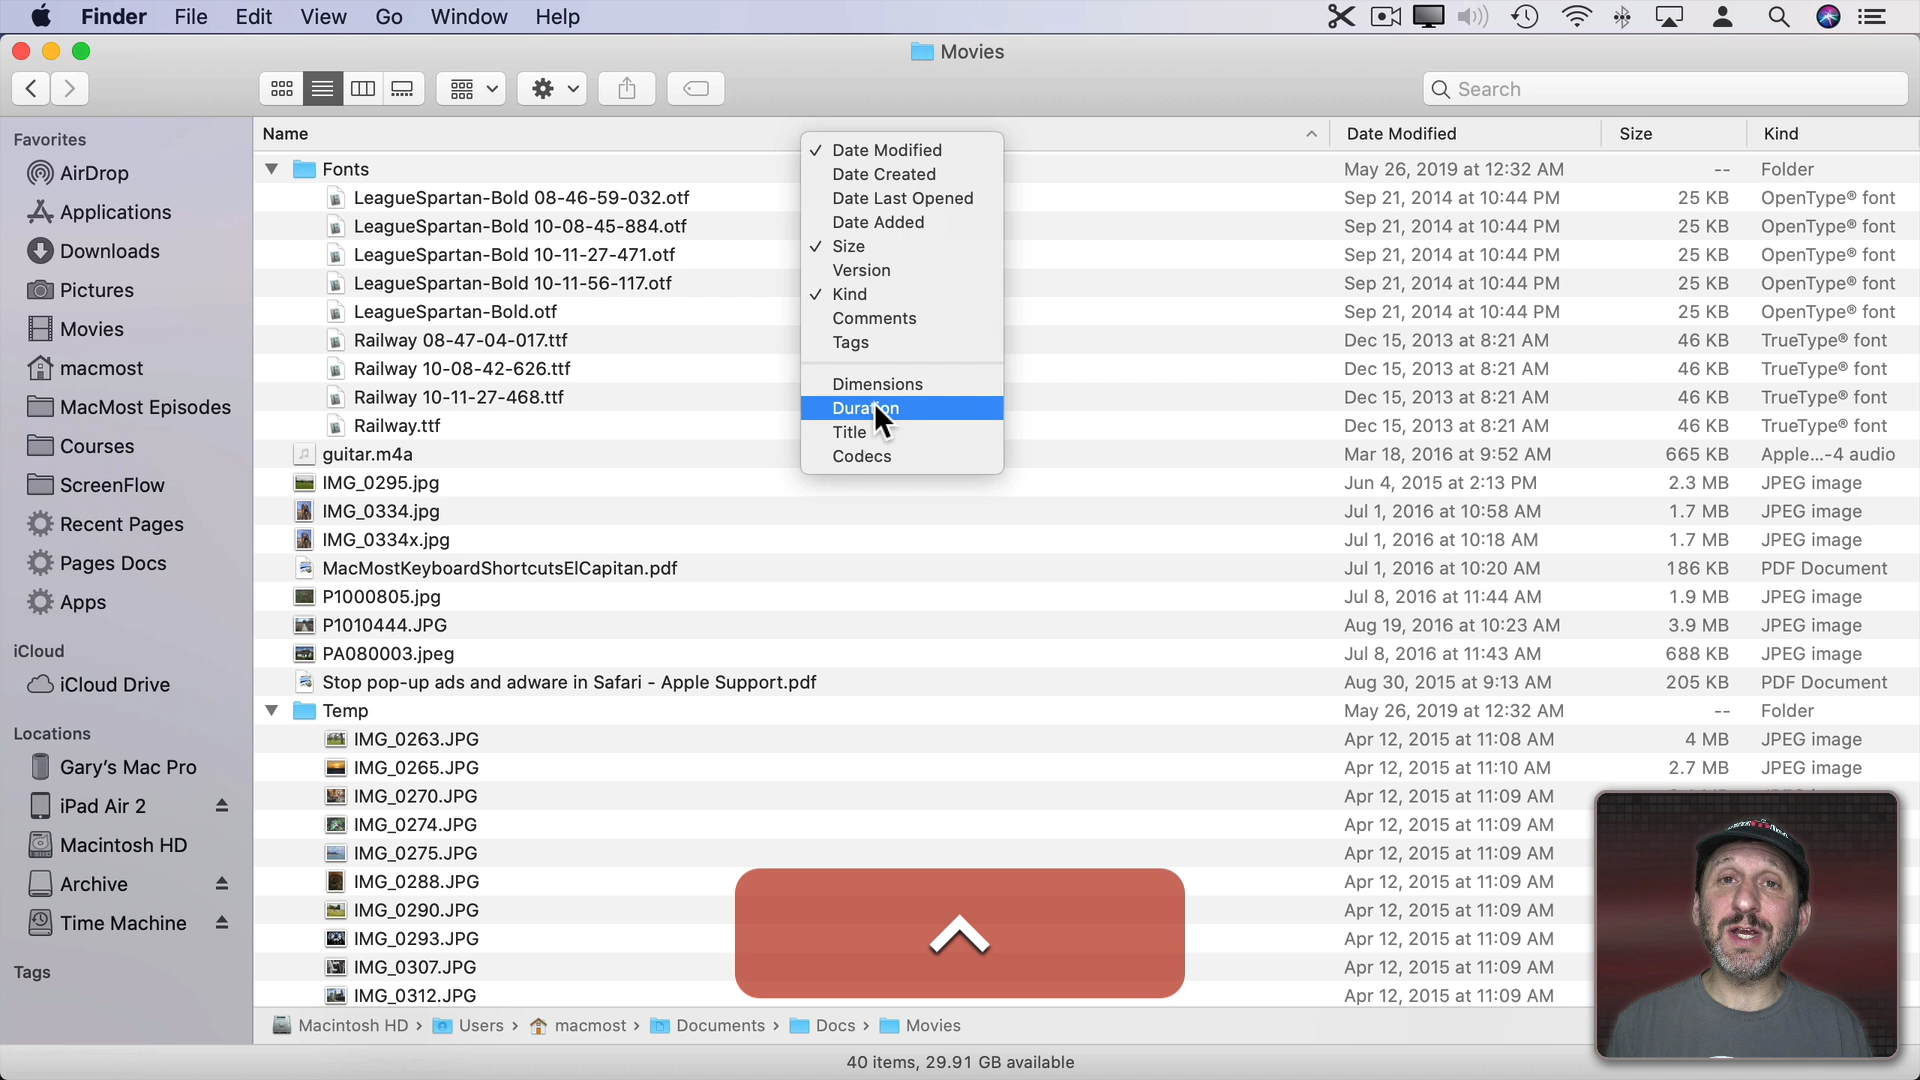 Finder File Edit View Go Window Help
Movies
Search
Favorites
AirDrop
Applications
Downloads
Pictures
Movies
macmost
MacMost Episodes
Courses
ScreenFlow
Recent Pages
Pages Docs
Apps
iCloud
iCloud Drive
Locations
Gary's Mac Pro
iPad Air 2
Macintosh HD
Archive
Time Machine
Tags
Name Date Modified Size Kind
Fonts May 26, 2019 at 12:32 AM -- Folder
LeagueSpartan-Bold 08-46-59-032.otf Sep 21, 2014 at 10:44 PM 25 KB OpenType® font
LeagueSpartan-Bold 10-08-45-884.otf Sep 21, 2014 at 10:44 PM 25 KB OpenType® font
LeagueSpartan-Bold 10-11-27-471.otf Sep 21, 2014 at 10:44 PM 25 KB OpenType® font
LeagueSpartan-Bold 10-11-56-117.otf Sep 21, 2014 at 10:44 PM 25 KB OpenType® font
LeagueSpartan-Bold.otf Sep 21, 2014 at 10:44 PM 25 KB OpenType® font
Railway 08-47-04-017.ttf Dec 15, 2013 at 8:21 AM 46 KB TrueType® font
Railway 10-08-42-626.ttf Dec 15, 2013 at 8:21 AM 46 KB TrueType® font
Railway 10-11-27-468.ttf Dec 15, 2013 at 8:21 AM 46 KB TrueType® font
Railway.ttf Dec 15, 2013 at 8:21 AM 46 KB TrueType® font
guitar.m4a Mar 18, 2016 at 9:52 AM 665 KB Apple...-4 audio
IMG_0295.jpg Jun 4, 2015 at 2:13 PM 2.3 MB JPEG image
IMG_0334.jpg Jul 1, 2016 at 10:58 AM 1.7 MB JPEG image
IMG_0334x.jpg Jul 1, 2016 at 10:18 AM 1.7 MB JPEG image
MacMostKeyboardShortcutsElCapitan.pdf Jul 1, 2016 at 10:20 AM 186 KB PDF Document
P1000805.jpg Jul 8, 2016 at 11:44 AM 1.9 MB JPEG image
P1010444.JPG Aug 19, 2016 at 10:23 AM 3.9 MB JPEG image
PA080003.jpeg Jul 8, 2016 at 11:43 AM 688 KB JPEG image
Stop pop-up ads and adware in Safari - Apple Support.pdf Aug 30, 2015 at 9:13 AM 205 KB PDF Document
Temp May 26, 2019 at 12:32 AM -- Folder
IMG_0263.JPG Apr 12, 2015 at 11:08 AM 4 MB JPEG image
IMG_0265.JPG Apr 12, 2015 at 11:10 AM 2.7 MB JPEG image
IMG_0270.JPG Apr 12, 2015 at 11:09 AM
IMG_0274.JPG Apr 12, 2015 at 11:09 AM
IMG_0275.JPG Apr 12, 2015 at 11:09 AM
IMG_0288.JPG Apr 12, 2015 at 11:09 AM
IMG_0290.JPG Apr 12, 2015 at 11:09 AM
IMG_0293.JPG Apr 12, 2015 at 11:09 AM
IMG_0307.JPG Apr 12, 2015 at 11:09 AM
IMG_0312.JPG Apr 12, 2015 at 11:09 AM
Date Modified
Date Created
Date Last Opened
Date Added
Size
Version
Kind
Comments
Tags
Dimensions
Duration
Title
Codecs
Macintosh HD › Users › macmost › Documents › Docs › Movies
40 items, 29.91 GB available